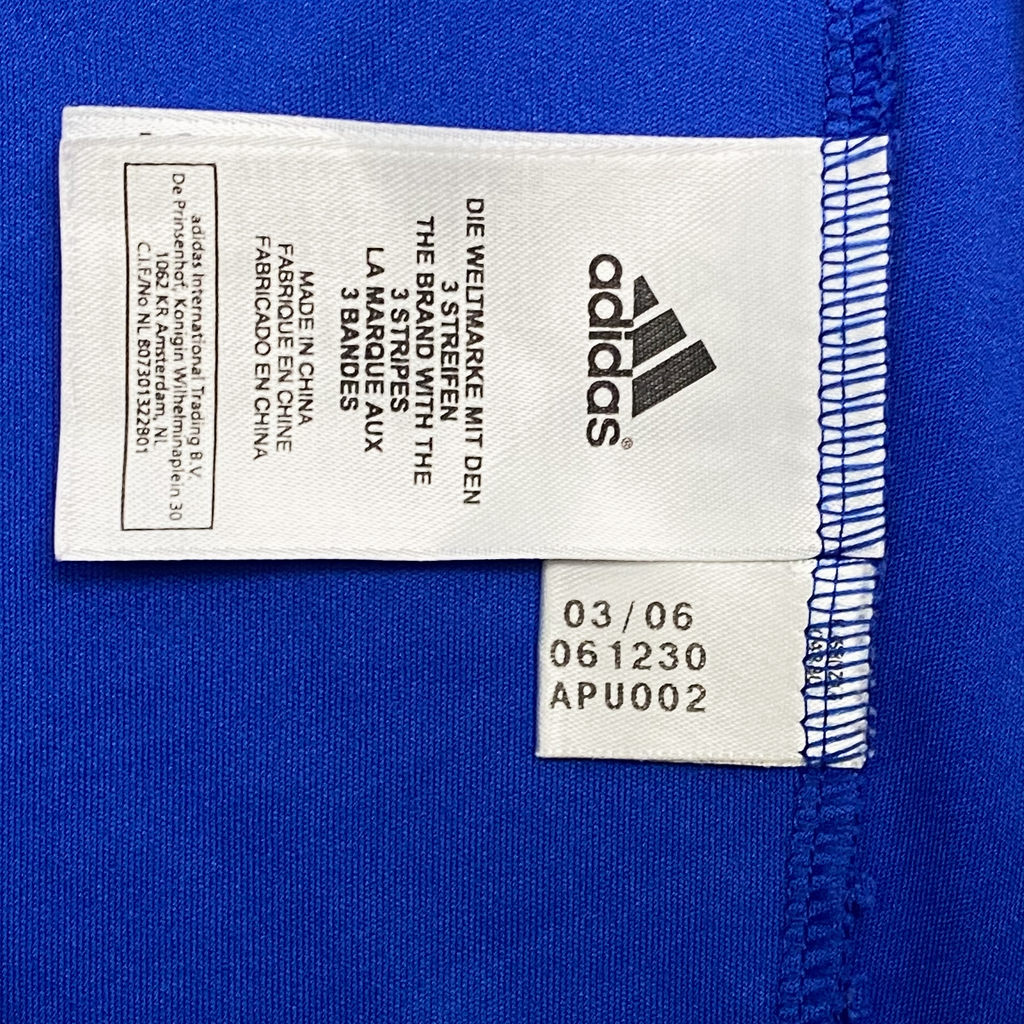 adidas®
DIE WELTMARKE MIT DEN
3 STREIFEN
THE BRAND WITH THE
3 STRIPES
LA MARQUE AUX
3 BANDES
MADE IN CHINA
FABRIQUE EN CHINE
FABRICADO EN CHINA
adidas International Trading B.V.
De Prinsenhof, Konigin Wilhelminaplein 30
1062 KR Amsterdam, NL
C.I.F./No NL 807301322B01
03/06
061230
APU002